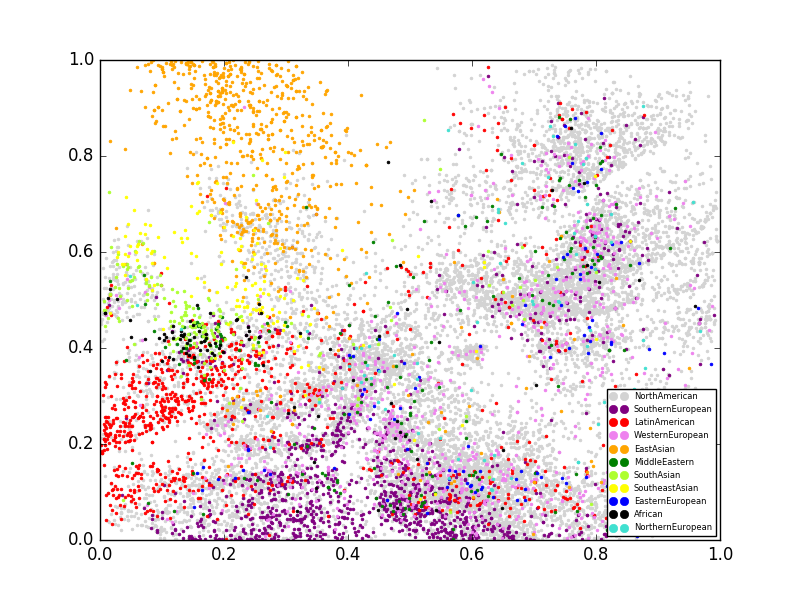 1.0
0.8
0.6
0.4
0.2
0.0
0.0 0.2 0.4 0.6 0.8 1.0
NorthAmerican
SouthernEuropean
LatinAmerican
WesternEuropean
EastAsian
MiddleEastern
SouthAsian
SoutheastAsian
EasternEuropean
African
NorthernEuropean